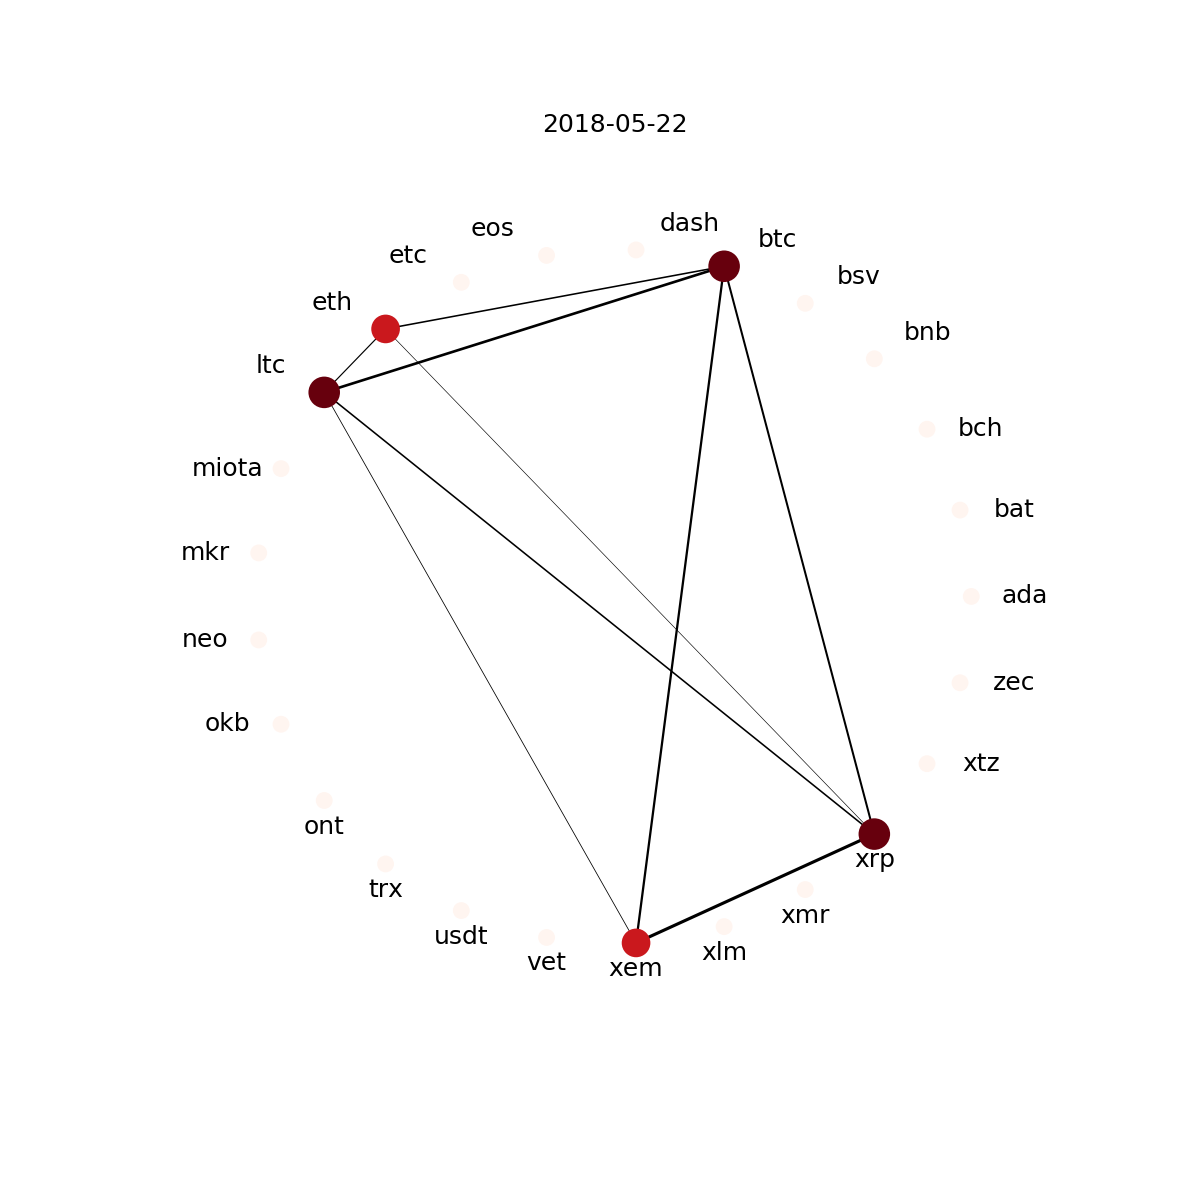 2018-05-22
dash
eos
btc
etc
bsv
eth
bnb
ltc
bch
miota
bat
mkr
ada
neo
zec
okb
xtz
ont
xrp
trx
xmr
usdt
xlm
vet
xem